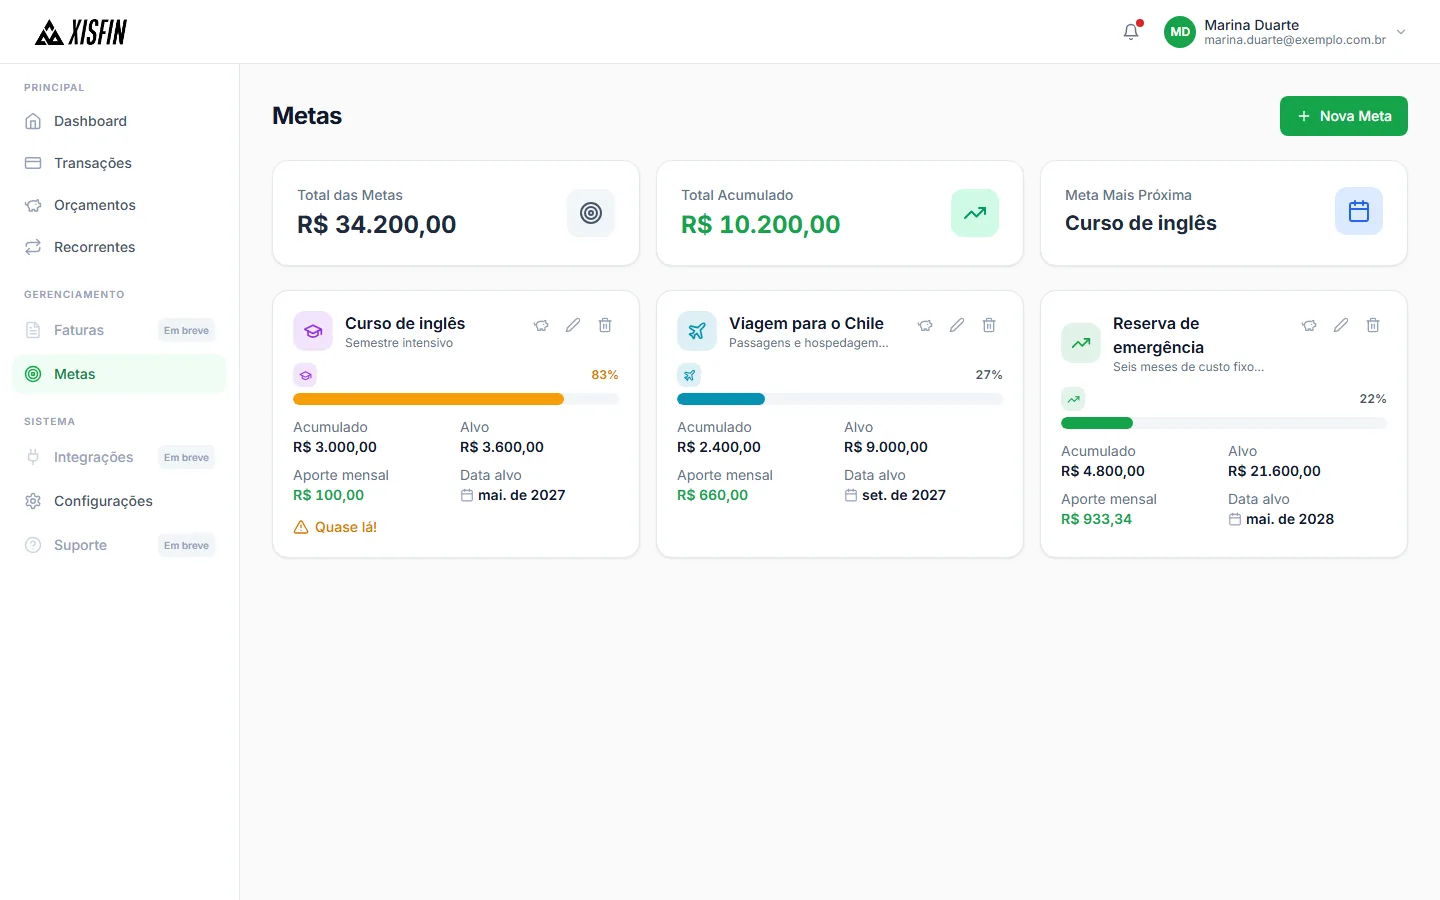 XISFIN
MD
Marina Duarte
marina.duarte@exemplo.com.br
PRINCIPAL
Dashboard
Transações
Orçamentos
Recorrentes
GERENCIAMENTO
Faturas
Em breve
Metas
SISTEMA
Integrações
Em breve
Configurações
Suporte
Em breve
Metas
+ Nova Meta
Total das Metas
R$ 34.200,00
Total Acumulado
R$ 10.200,00
Meta Mais Próxima
Curso de inglês
Curso de inglês
Semestre intensivo
83%
Acumulado
R$ 3.000,00
Alvo
R$ 3.600,00
Aporte mensal
R$ 100,00
Data alvo
mai. de 2027
Quase lá!
Viagem para o Chile
Passagens e hospedagem...
27%
Acumulado
R$ 2.400,00
Alvo
R$ 9.000,00
Aporte mensal
R$ 660,00
Data alvo
set. de 2027
Reserva de
emergência
Seis meses de custo fixo...
22%
Acumulado
R$ 4.800,00
Alvo
R$ 21.600,00
Aporte mensal
R$ 933,34
Data alvo
mai. de 2028